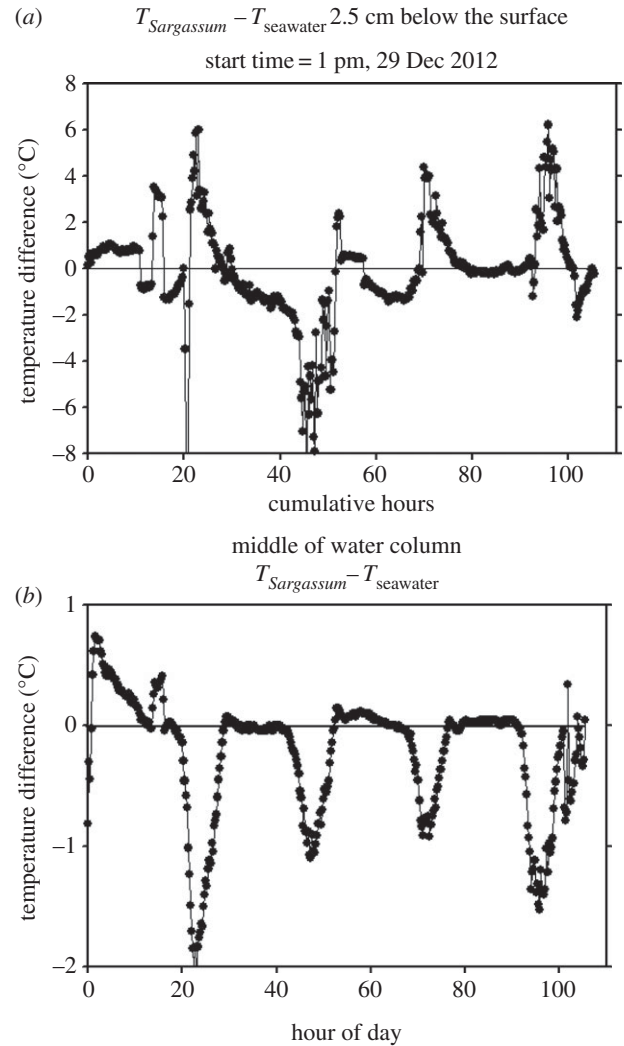 (a) T_Sargassum – T_seawater 2.5 cm below the surface
start time = 1 pm, 29 Dec 2012
temperature difference (°C)
8
6
4
2
0
–2
–4
–6
–8
0 20 40 60 80 100
cumulative hours
middle of water column
(b) T_Sargassum – T_seawater
temperature difference (°C)
1
0
–1
–2
0 20 40 60 80 100
hour of day